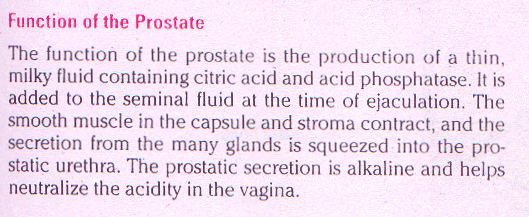 Function of the Prostate
The function of the prostate is the production of a thin,
milky fluid containing citric acid and acid phosphatase. It is
added to the seminal fluid at the time of ejaculation. The
smooth muscle in the capsule and stroma contract, and the
secretion from the many glands is squeezed into the pro-
static urethra. The prostatic secretion is alkaline and helps
neutralize the acidity in the vagina.